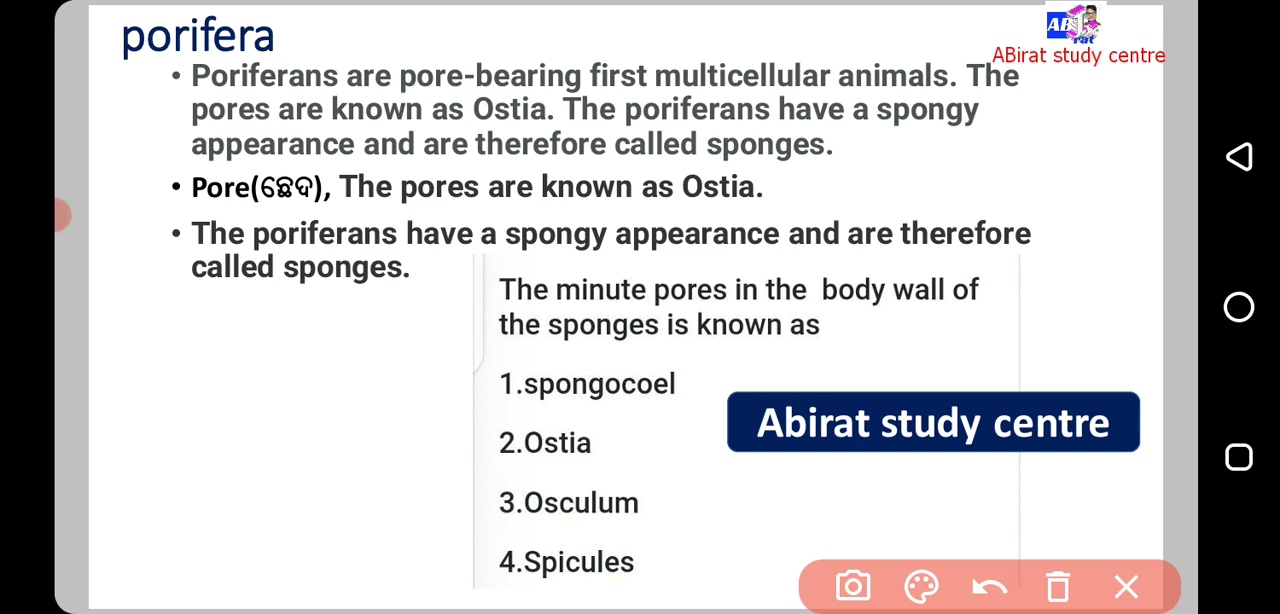 porifera
ABirat study centre
• Poriferans are pore-bearing first multicellular animals. The
pores are known as Ostia. The poriferans have a spongy
appearance and are therefore called sponges.
• Pore(ଛେଦ), The pores are known as Ostia.
• The poriferans have a spongy appearance and are therefore
called sponges.
The minute pores in the body wall of
the sponges is known as
1.spongocoel
2.Ostia
3.Osculum
4.Spicules
Abirat study centre